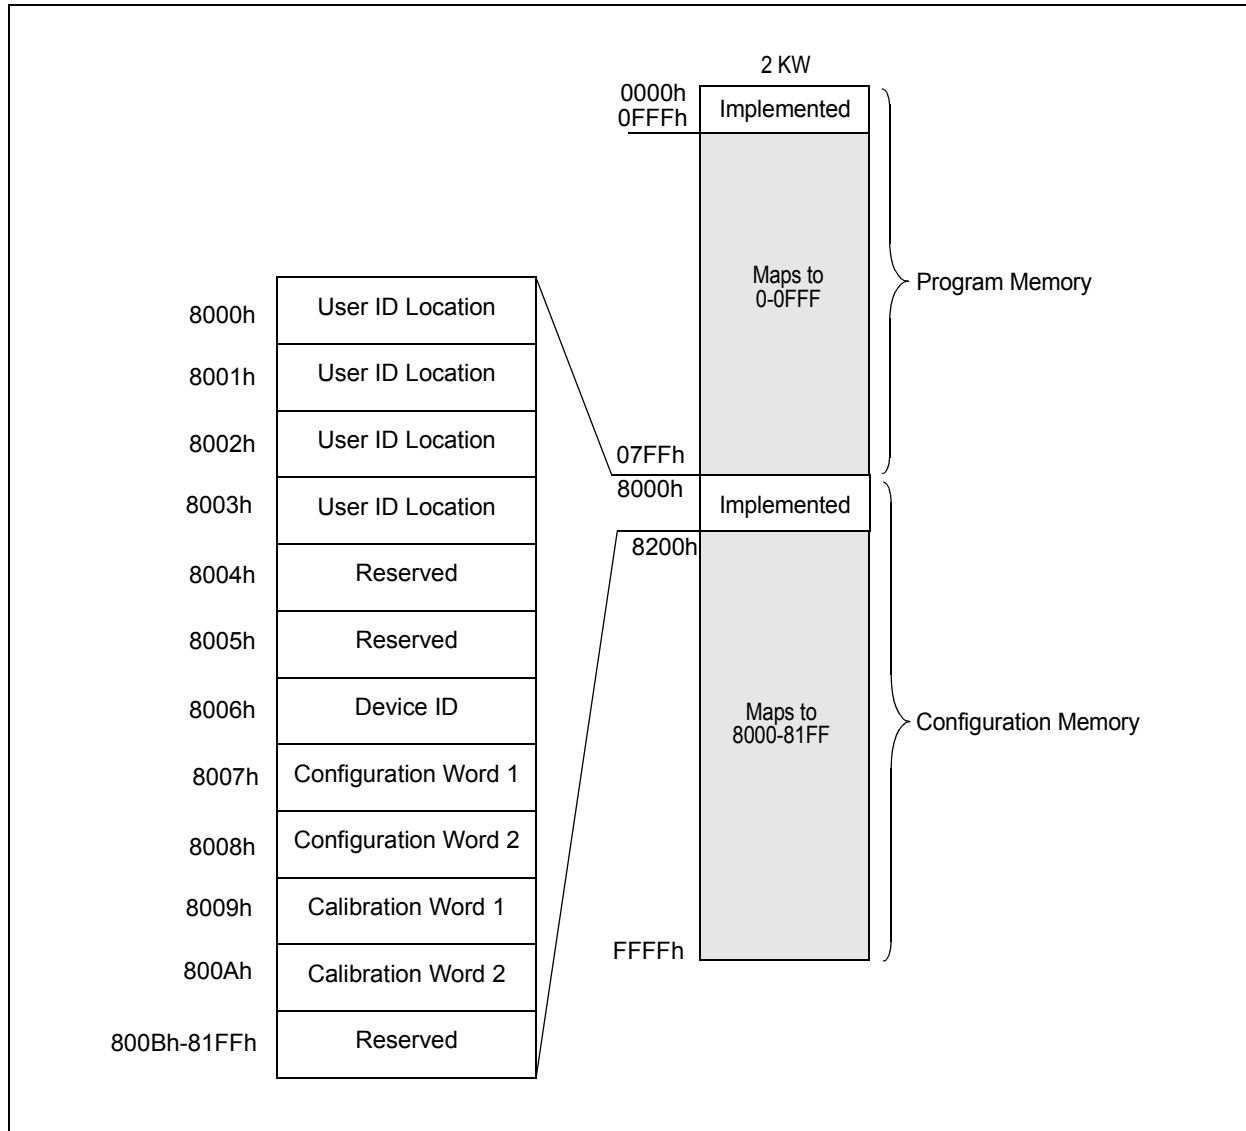 2 KW
0000h
0FFFh
Implemented
Maps to
0-0FFF
Program Memory
07FFh
8000h
Implemented
8200h
Maps to
8000-81FF
Configuration Memory
FFFFh
8000h User ID Location
8001h User ID Location
8002h User ID Location
8003h User ID Location
8004h Reserved
8005h Reserved
8006h Device ID
8007h Configuration Word 1
8008h Configuration Word 2
8009h Calibration Word 1
800Ah Calibration Word 2
800Bh-81FFh Reserved